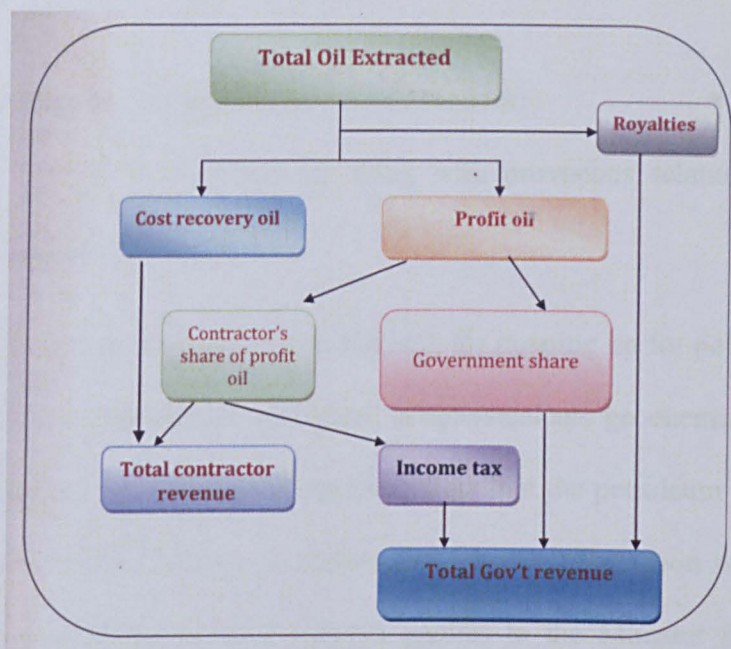 Total Oil Extracted
Royalties
Cost recovery oil
Profit oil
Contractor's
share of profit
oil
Government share
Total contractor
revenue
Income tax
Total Gov't revenue